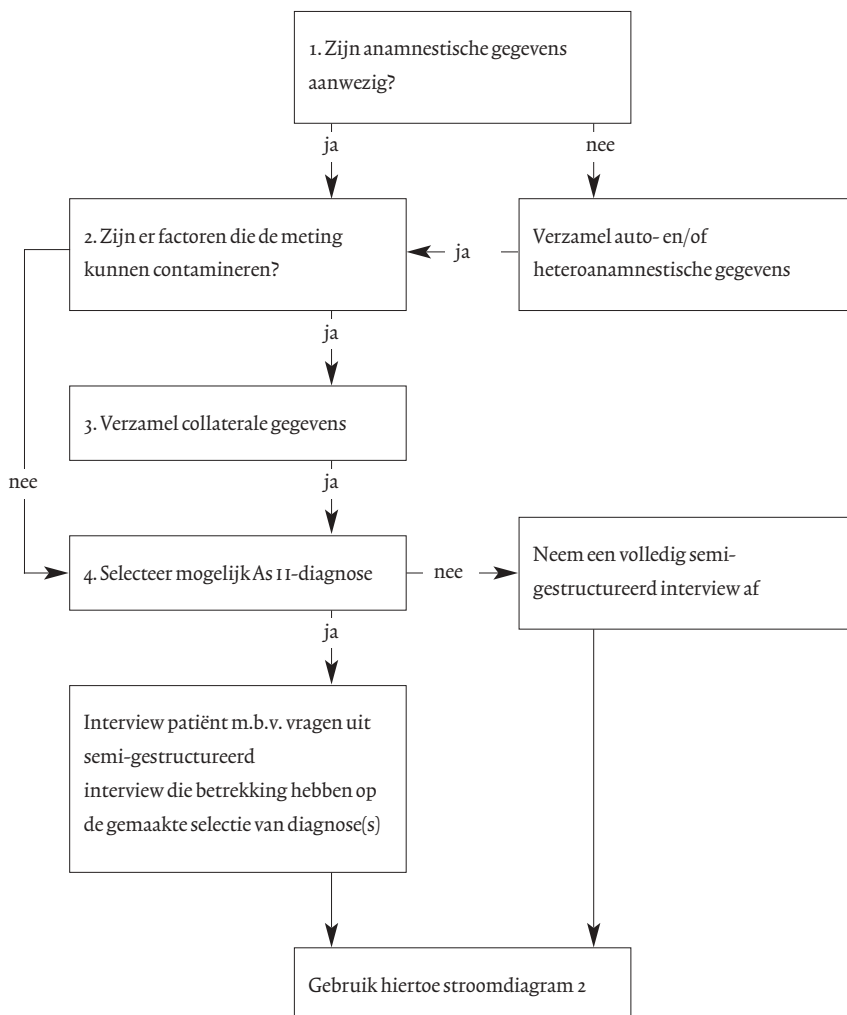 1. Zijn anamnestische gegevens
aanwezig?
ja
nee
2. Zijn er factoren die de meting
kunnen contamineren?
ja
Verzamel auto- en/of
heteroanamnestische gegevens
ja
3. Verzamel collaterale gegevens
nee
ja
4. Selecteer mogelijk As II-diagnose
nee
Neem een volledig semi-
gestructureerd interview af
ja
Interview patiënt m.b.v. vragen uit
semi-gestructureerd
interview die betrekking hebben op
de gemaakte selectie van diagnose(s)
Gebruik hiertoe stroomdiagram 2